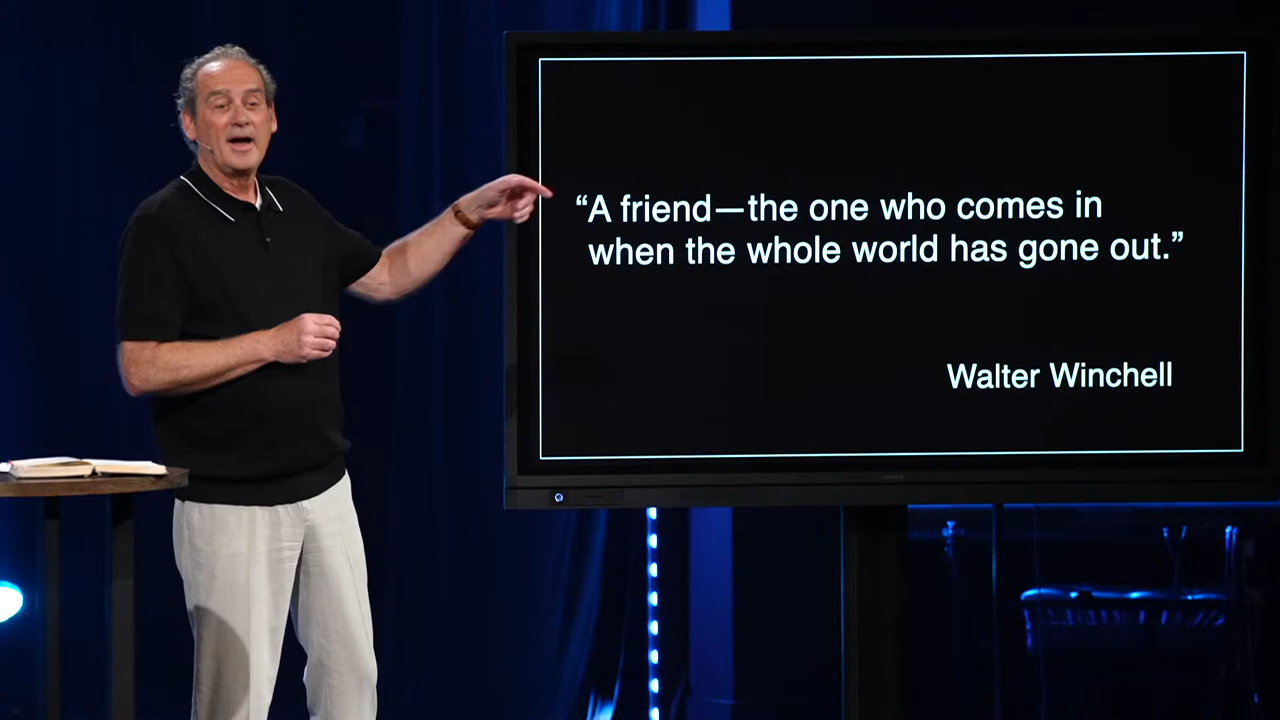 “A friend—the one who comes in
when the whole world has gone out.”
Walter Winchell